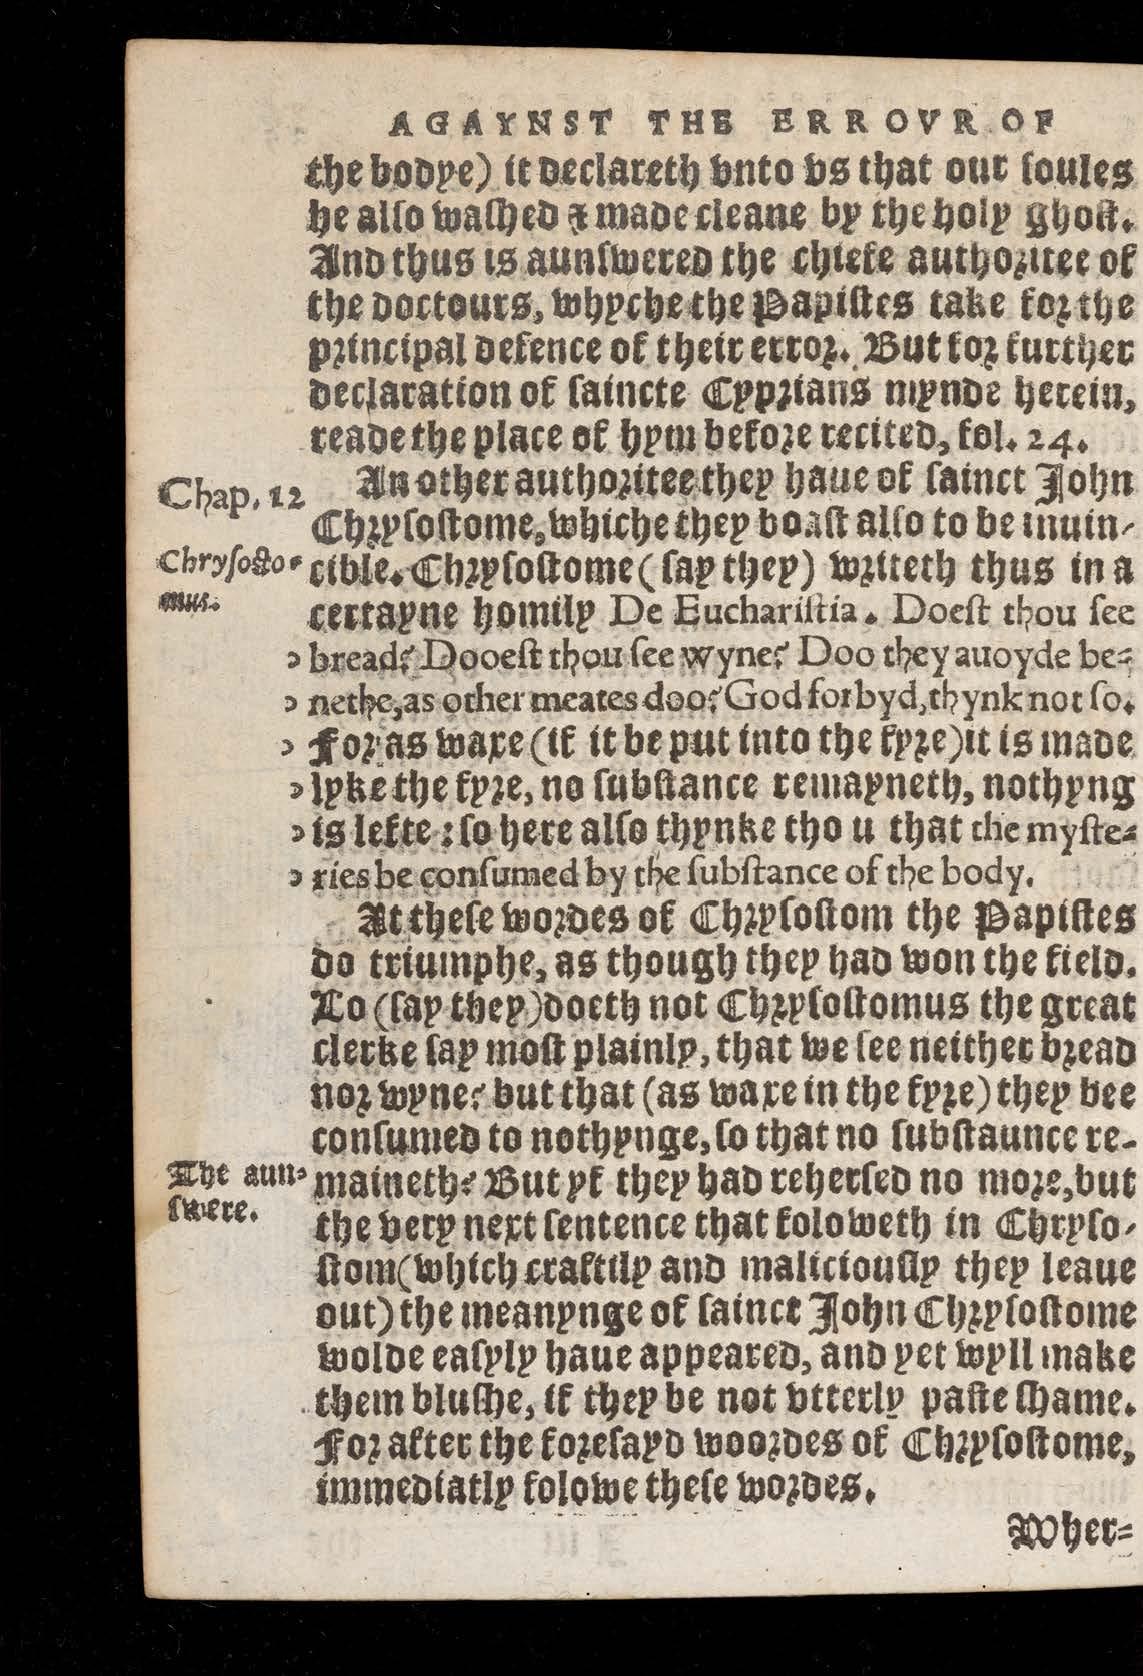 AGAYNST THE ERROVR OF
the bodye) it declareth vnto vs that our ſoules
be alſo waſhed & made cleane by the holy ghoſt.
And thus is aunſwered the chiefe authoritee of
the doctours, whyche the Papiſtes take for the
principal defence of their error. But for further
declaration of ſaincte Cyprians mynde herein,
reade the place of hym before recited, fol. 24.
Chap. 12
An other authoritee they haue of ſainct John
Chryſoſtome, whiche they boaſt alſo to be inuin-
Chryſoſto-
mus.
cible. Chryſoſtome (ſay they) writeth thus in a
certayne homily De Euchariſtia. Doeſt thou ſee
bread? Dooeſt thou ſee wyne? Doo they auoyde be-
nethe, as other meates doo? God forbyd, thynk not ſo.
For as waxe (if it be put into the fyre) it is made
lyke the fyre, no ſubſtance remayneth, nothyng
is lefte: ſo here alſo thynke tho u that the myſte-
ries be conſumed by the ſubſtance of the body.
At theſe wordes of Chryſoſtom the Papiſtes
do triumphe, as though they had won the field.
Lo (ſay they) doeth not Chryſoſtomus the great
clerke ſay moſt plainly, that we ſee neither bread
nor wyne? but that (as waxe in the fyre) they bee
conſumed to nothynge, ſo that no ſubſtaunce re-
The aun-
ſwere.
maineth? But yf they had reherſed no more, but
the very next ſentence that foloweth in Chryſo-
ſtom (which craftily and maliciouſly they leaue
out) the meanynge of ſainct John Chryſoſtome
wolde eaſyly haue appeared, and yet wyll make
them bluſhe, if they be not vtterly paſte ſhame.
For after the foreſayd woordes of Chryſoſtome,
immediatly folowe theſe wordes.
Wher-